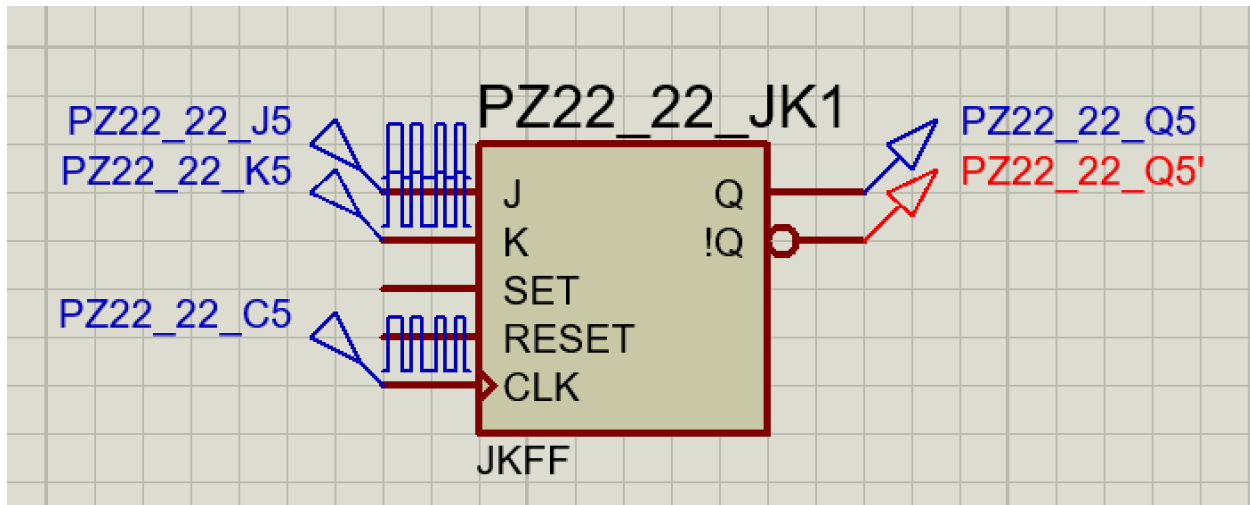 PZ22_22_JK1
PZ22_22_J5
PZ22_22_Q5
PZ22_22_K5
PZ22_22_Q5'
J
Q
K
!Q
SET
PZ22_22_C5
RESET
CLK
JKFF